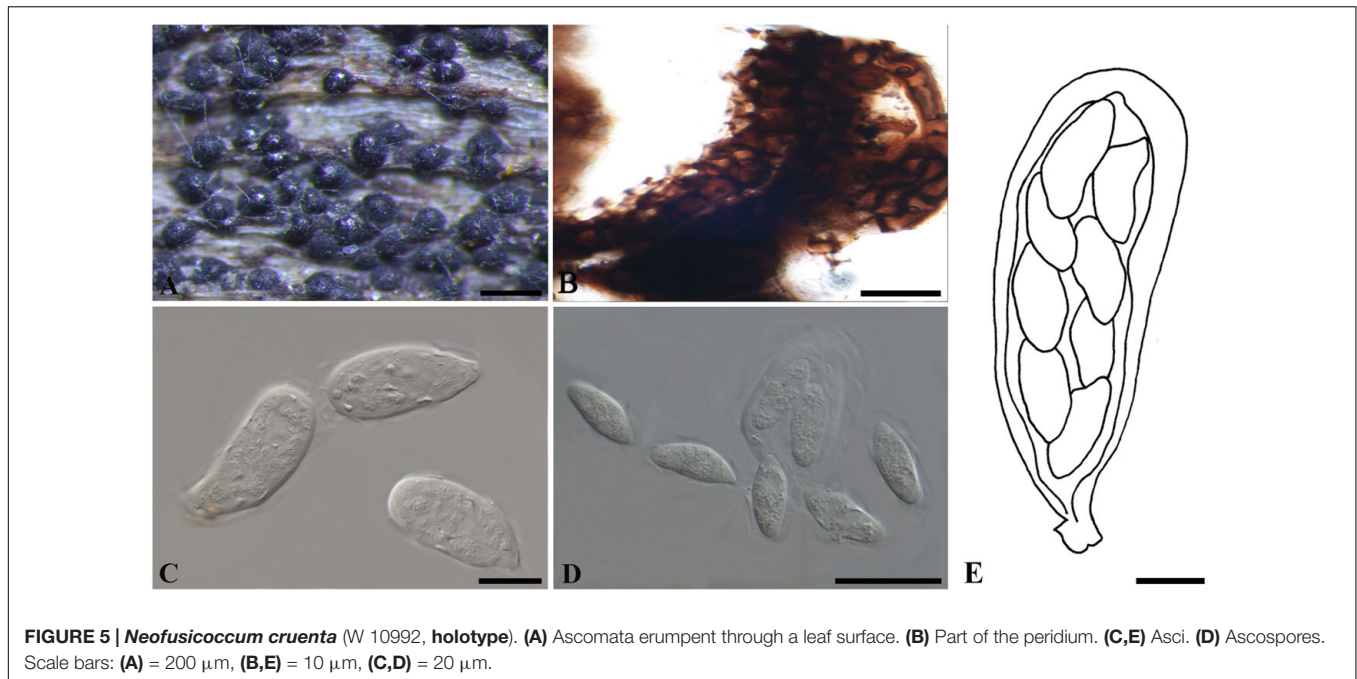 A
B
C
D
E
FIGURE 5 | Neofusicoccum cruenta (W 10992, holotype). (A) Ascomata erumpent through a leaf surface. (B) Part of the peridium. (C,E) Asci. (D) Ascospores.
Scale bars: (A) = 200 μm, (B,E) = 10 μm, (C,D) = 20 μm.